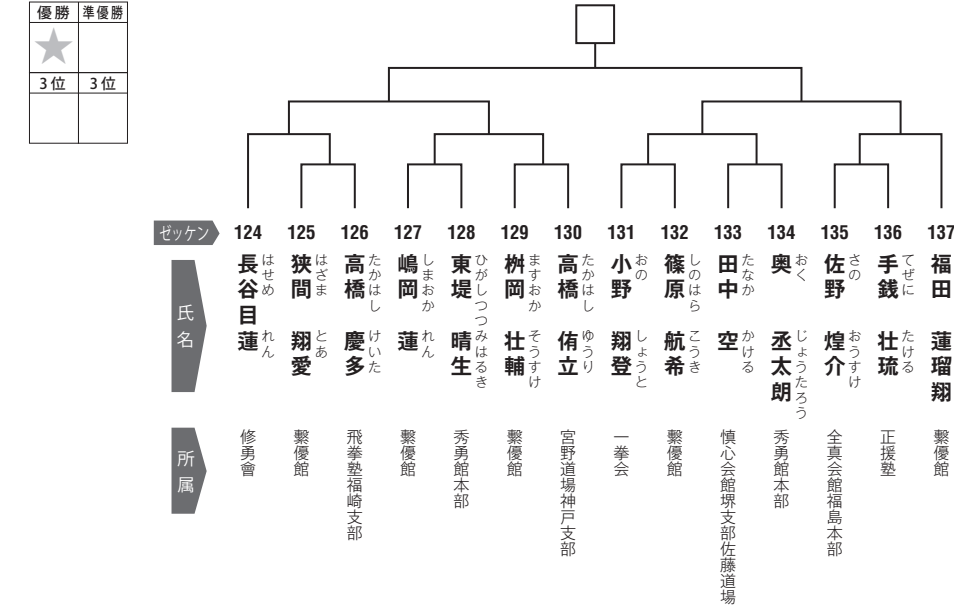 優勝 準優勝
3位 3位
ゼッケン 124 125 126 127 128 129 130 131 132 133 134 135 136 137
氏名
長谷目 蓮 はせめ れん
狭間 翔愛 はざま とあ
高橋 慶多 たかはし けいた
嶋岡 蓮 しまおか れん
東堤 晴生 ひがしつつみ はるき
桝岡 壮輔 ますおか そうすけ
高橋 侑立 たかはし ゆうり
小野 翔登 おの しょうと
篠原 航希 しのはら こうき
田中 空 たなか かける
奥 丞太朗 おく じょうたろう
佐野 煌介 さの おうすけ
手銭 壮琉 てぜに たける
福田 蓮瑠翔
所属
修勇會
繫優館
飛拳塾福崎支部
繫優館
秀勇館本部
繫優館
宮野道場神戸支部
一拳会
繫優館
慎心会館堺支部佐藤道場
秀勇館本部
全真会館福島本部
正援塾
繫優館